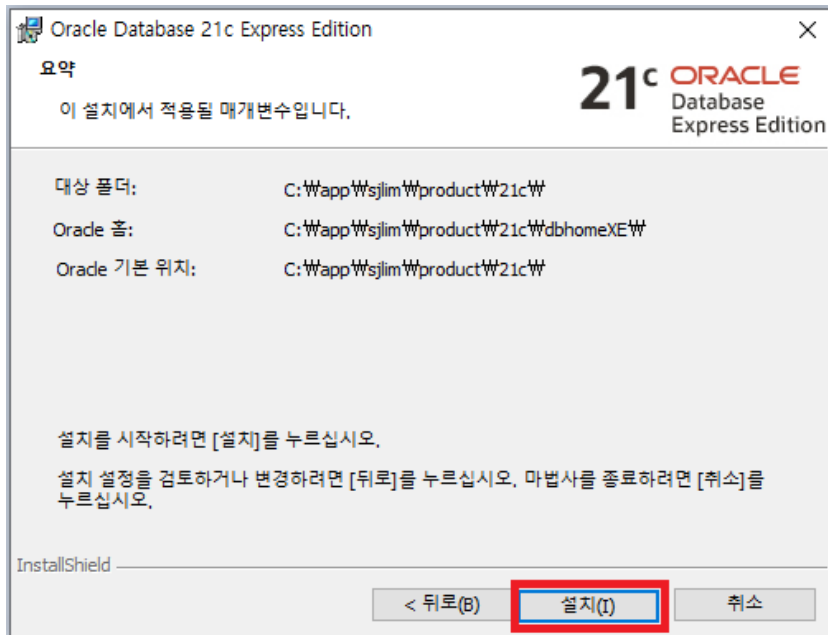 Oracle Database 21c Express Edition
요약
이 설치에서 적용될 매개변수입니다.
21c ORACLE
Database
Express Edition
대상 폴더: C:₩app₩sjlim₩product₩21c₩
Oracle 홈: C:₩app₩sjlim₩product₩21c₩dbhomeXE₩
Oracle 기본 위치: C:₩app₩sjlim₩product₩21c₩
설치를 시작하려면 [설치]를 누르십시오.
설치 설정을 검토하거나 변경하려면 [뒤로]를 누르십시오. 마법사를 종료하려면 [취소]를
누르십시오.
InstallShield
< 뒤로(B) 설치(I) 취소